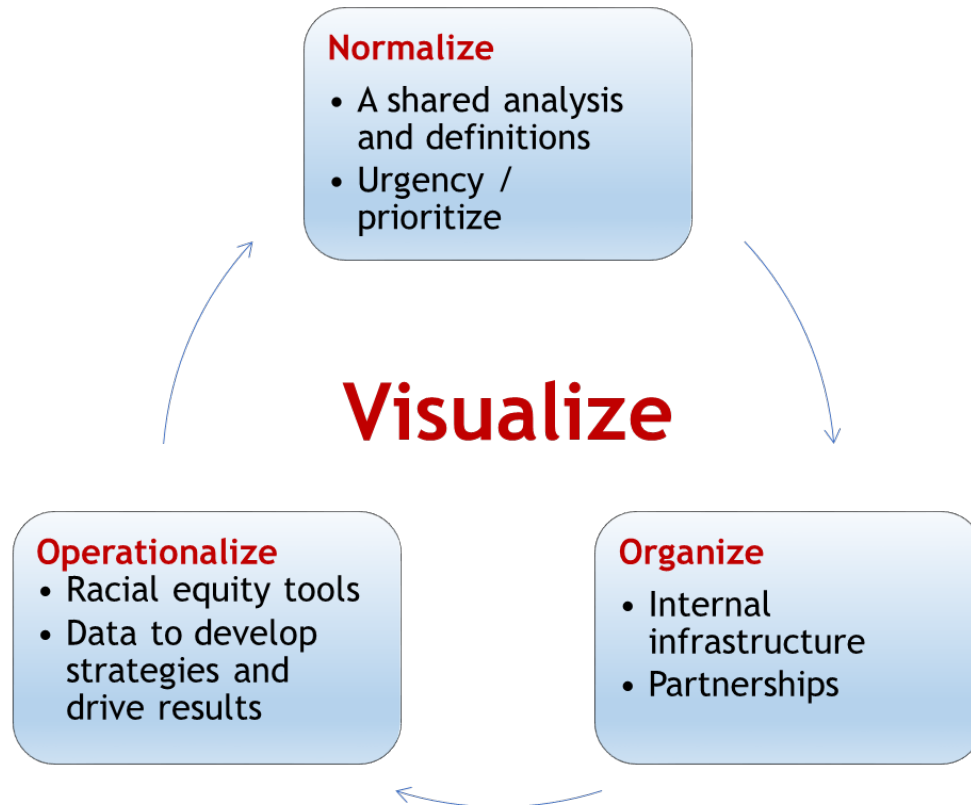 Normalize
• A shared analysis
and definitions
• Urgency /
prioritize
Visualize
Operationalize
• Racial equity tools
• Data to develop
strategies and
drive results
Organize
• Internal
infrastructure
• Partnerships